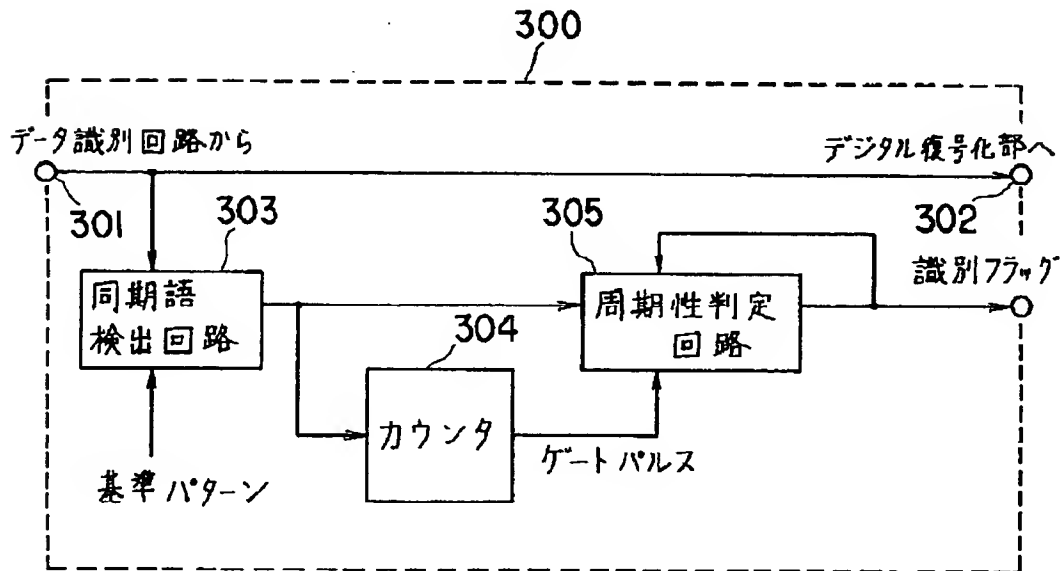 300
データ識別回路から
デジタル復号化部へ
301
303
305
302
同期語
検出回路
周期性判定
回路
識別フラッグ
304
カウンタ
ゲートパルス
基準パターン